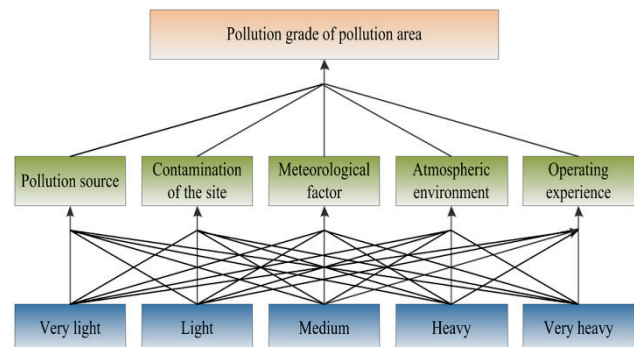 Pollution grade of pollution area
Pollution source
Contamination
of the site
Meteorological
factor
Atmospheric
environment
Operating
experience
Very light
Light
Medium
Heavy
Very heavy